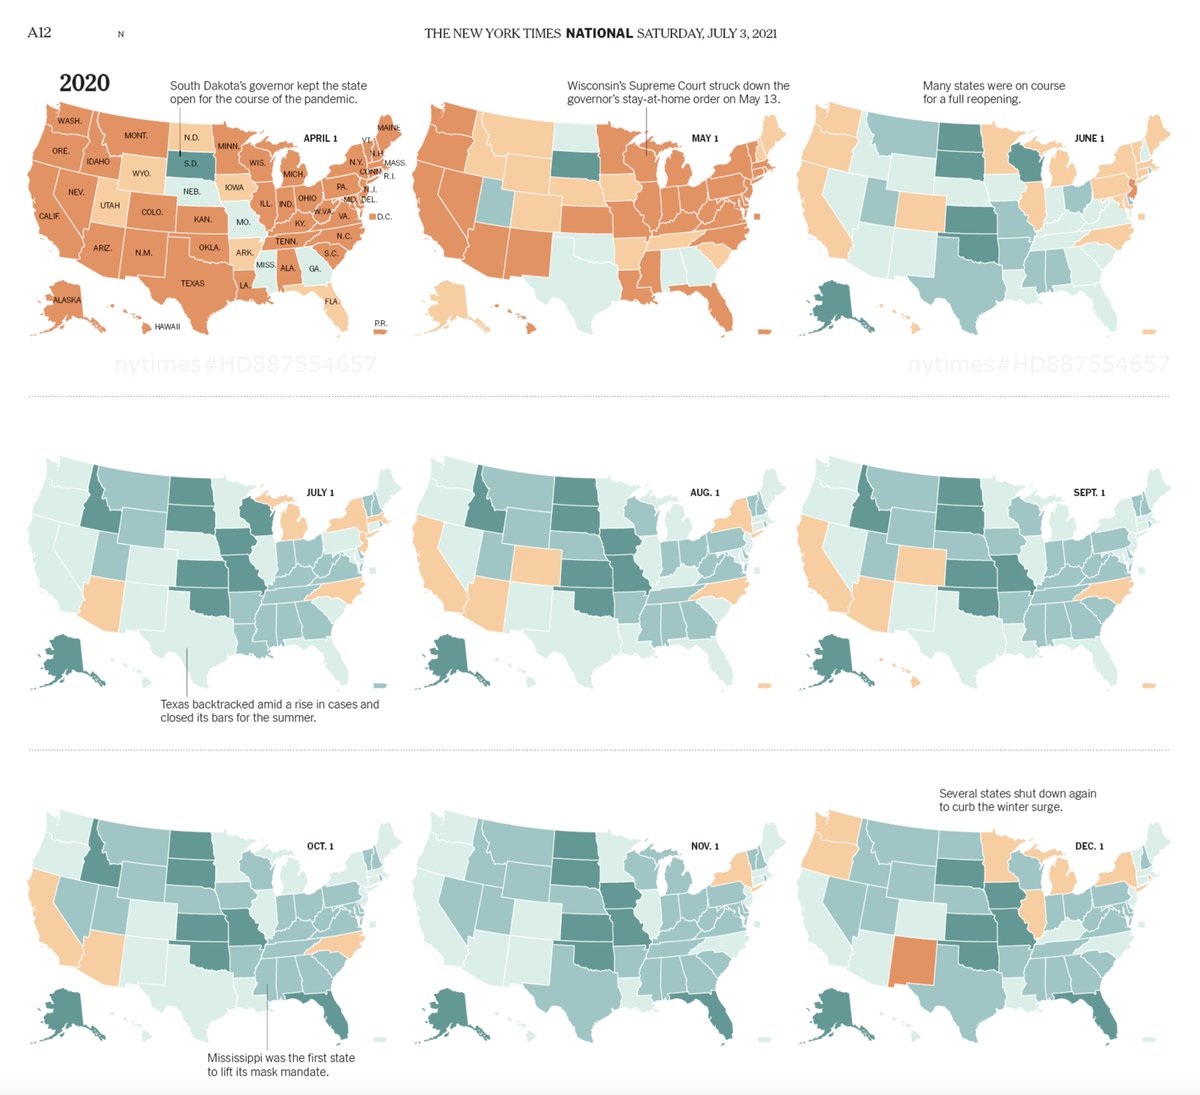 A12
N
THE NEW YORK TIMES NATIONAL SATURDAY, JULY 3, 2021
2020
South Dakota's governor kept the state
open for the course of the pandemic.
Wisconsin's Supreme Court struck down the
governor's stay-at-home order on May 13.
Many states were on course
for a full reopening.
APRIL 1
MAY 1
JUNE 1
WASH.
MONT.
N.D.
MINN.
VT.
MAINE
ORE.
IDAHO
S.D.
WIS.
N.Y.
N.H.
MASS.
WYO.
MICH.
CONN.
R.I.
NEV.
UTAH
NEB.
IOWA
PA.
N.J.
COLO.
ILL.
IND.
OHIO
MD.
DEL.
CALIF.
KAN.
MO.
KY.
W.VA.
VA.
D.C.
ARIZ.
N.M.
OKLA.
ARK.
TENN.
N.C.
S.C.
TEXAS
LA.
MISS.
ALA.
GA.
ALASKA
FLA.
HAWAII
P.R.
nytimes#HD887554657
nytimes#HD887554657
JULY 1
AUG. 1
SEPT. 1
Texas backtracked amid a rise in cases and
closed its bars for the summer.
Several states shut down again
to curb the winter surge.
OCT. 1
NOV. 1
DEC. 1
Mississippi was the first state
to lift its mask mandate.